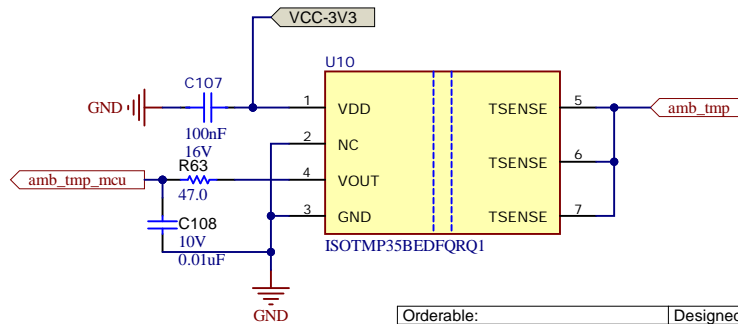 VCC-3V3
U10
C107
GND
100nF
16V
1 VDD
2 NC
4 VOUT
3 GND
TSENSE 5
TSENSE 6
TSENSE 7
amb_tmp
R63
47.0
amb_tmp_mcu
C108
10V
0.01uF
ISOTMP35BEDFQRQ1
GND
Orderable:
Designed